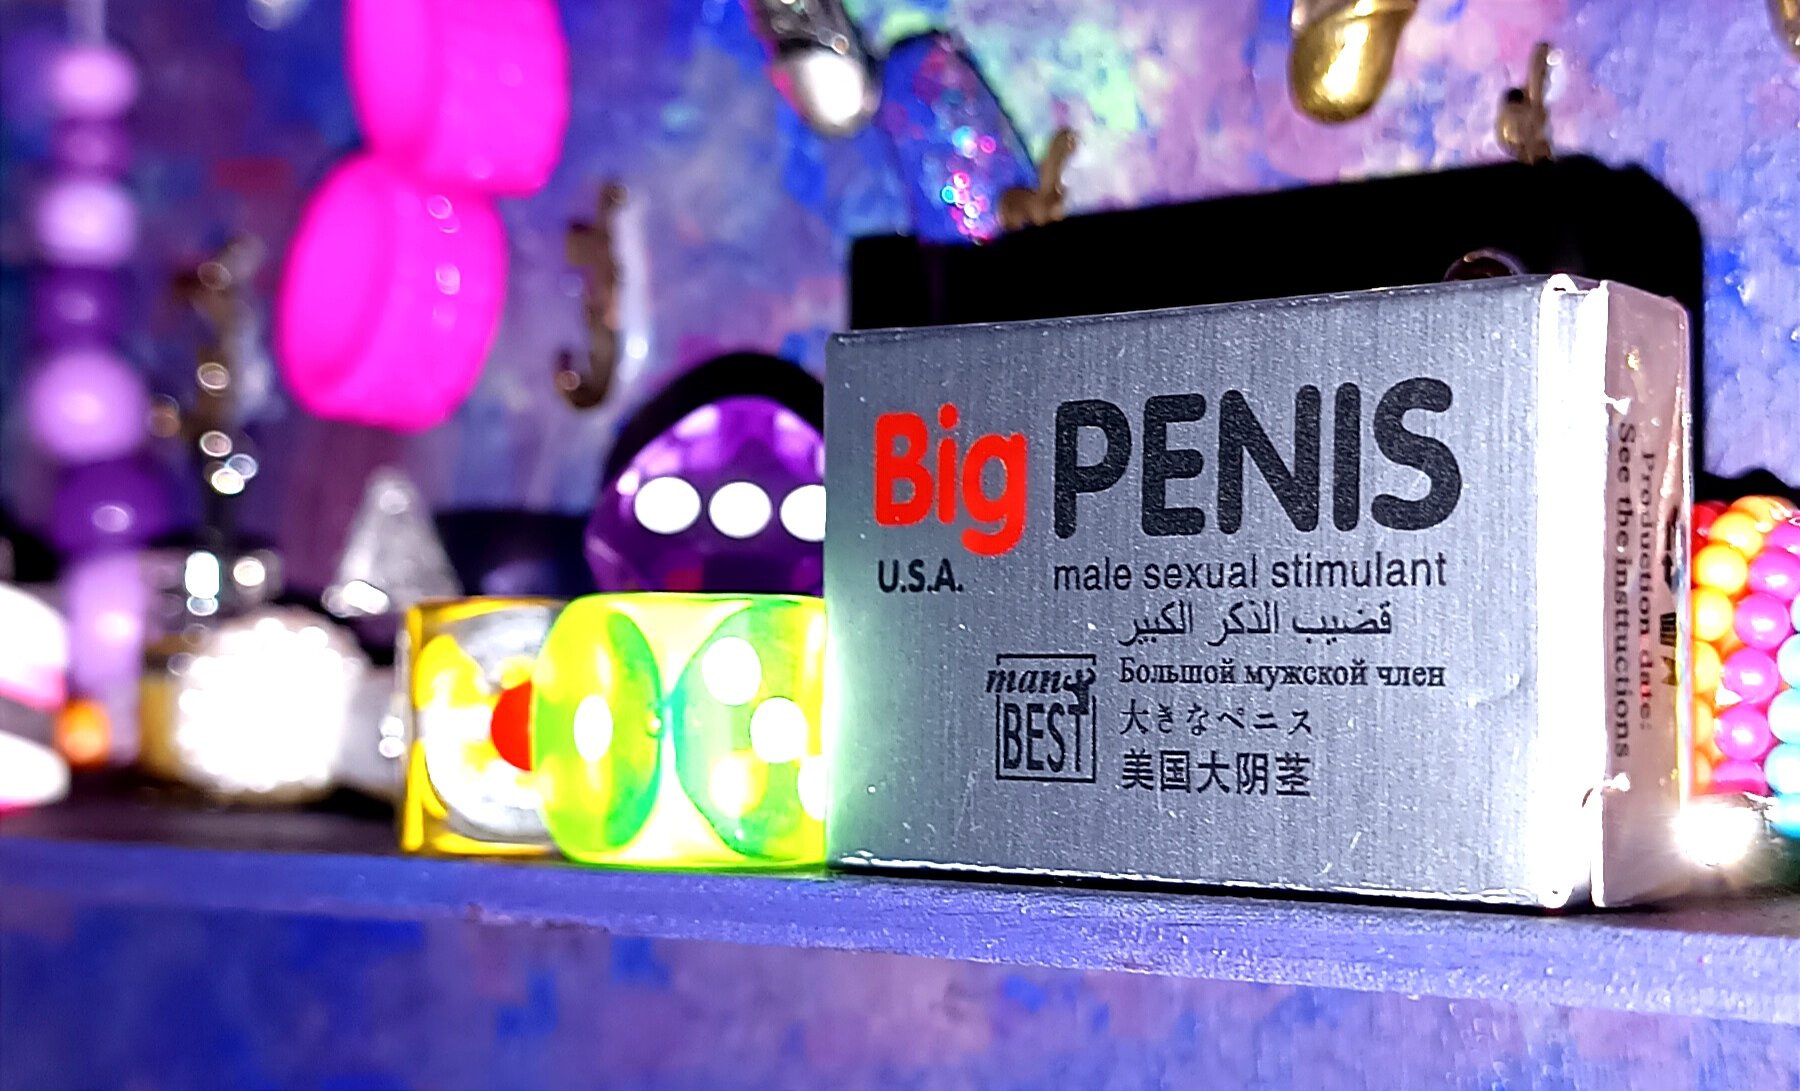 Big PENIS
U.S.A.
male sexual stimulant
قضيب الذكر الكبير
Большой мужской член
大きなペニス
美国大阴茎
man's
BEST
Production date:
See the insttuctions